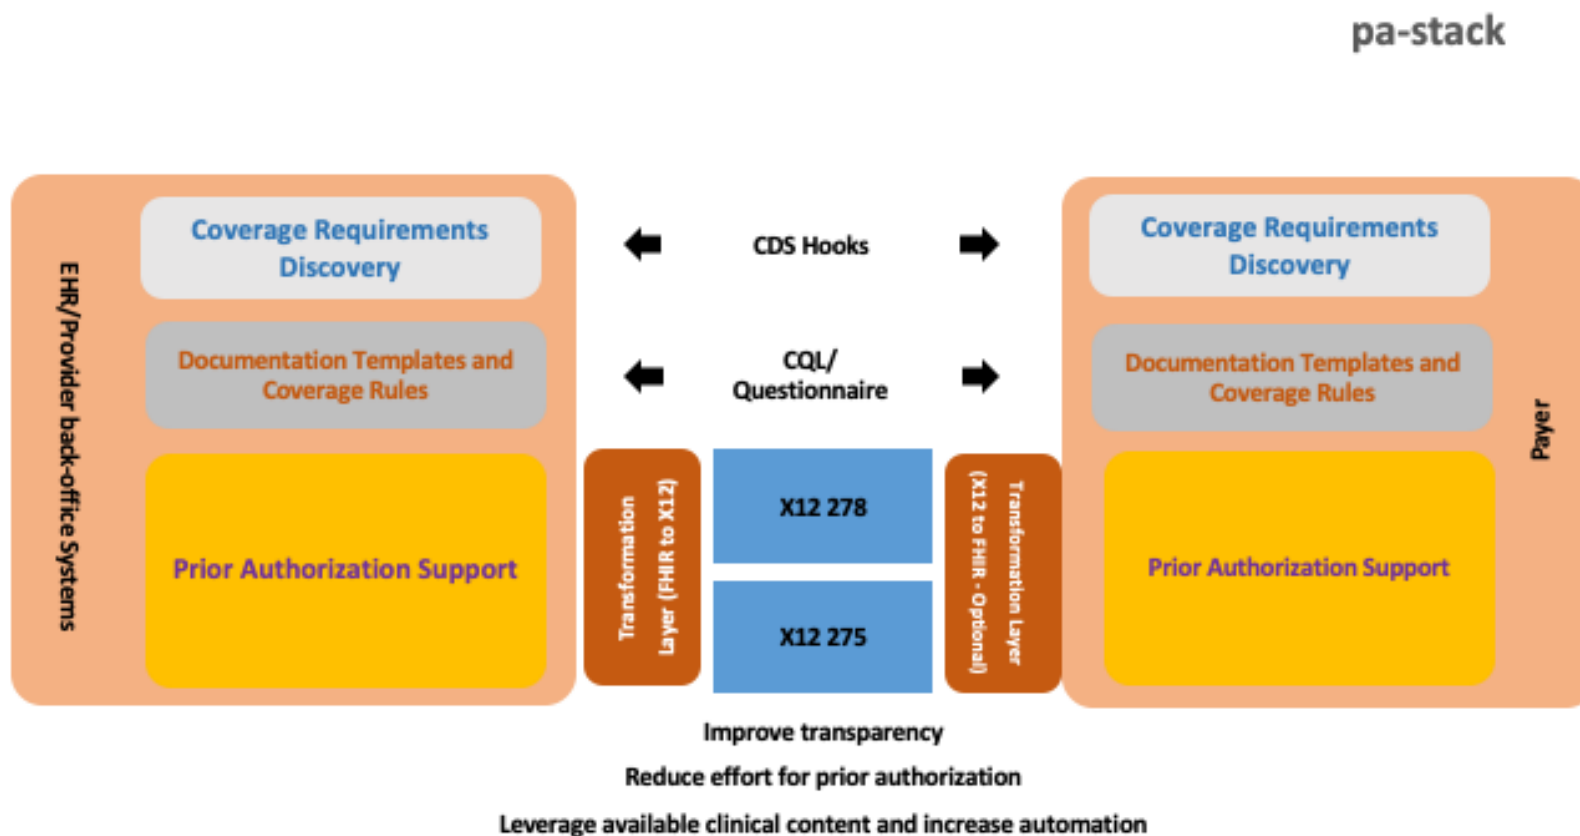 pa-stack
EHR/Provider back-office Systems
Coverage Requirements
Discovery
Documentation Templates and
Coverage Rules
Prior Authorization Support
CDS Hooks
CQL/
Questionnaire
Transformation
Layer (FHIR to X12)
X12 278
X12 275
Transformation Layer
(X12 to FHIR - Optional)
Coverage Requirements
Discovery
Documentation Templates and
Coverage Rules
Prior Authorization Support
Payer
Improve transparency
Reduce effort for prior authorization
Leverage available clinical content and increase automation